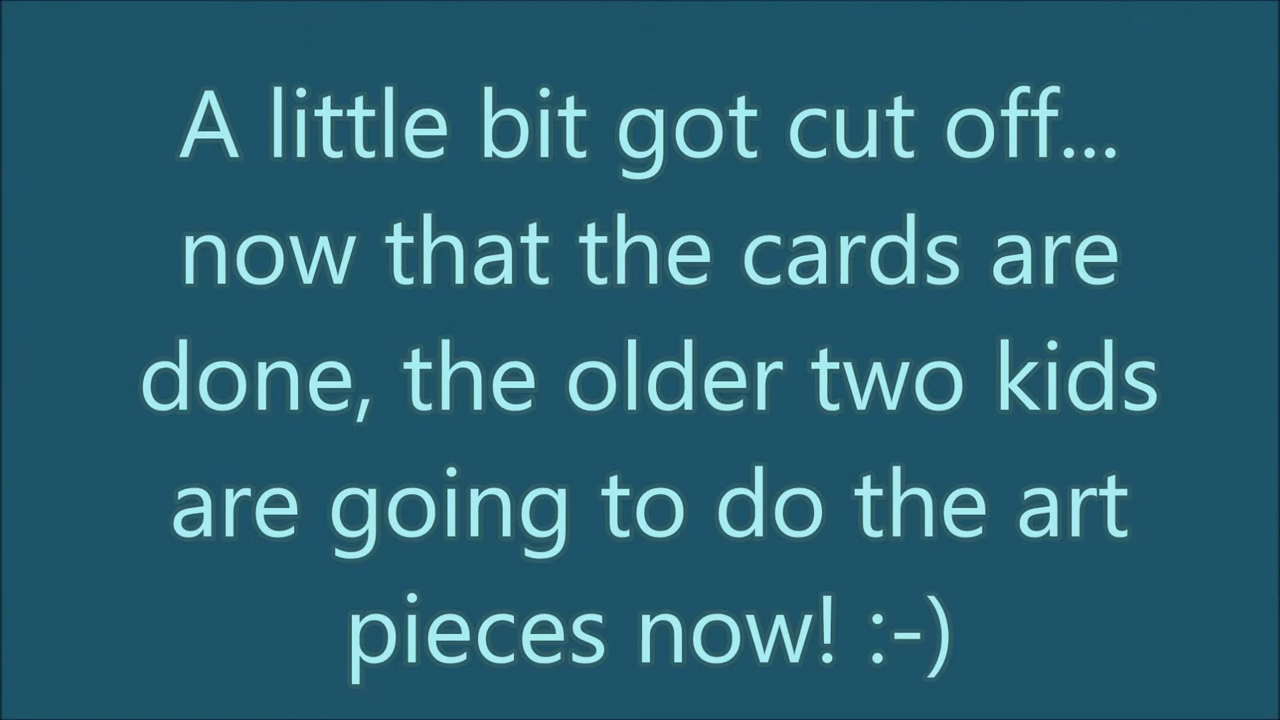 A little bit got cut off...
now that the cards are
done, the older two kids
are going to do the art
pieces now! :-)